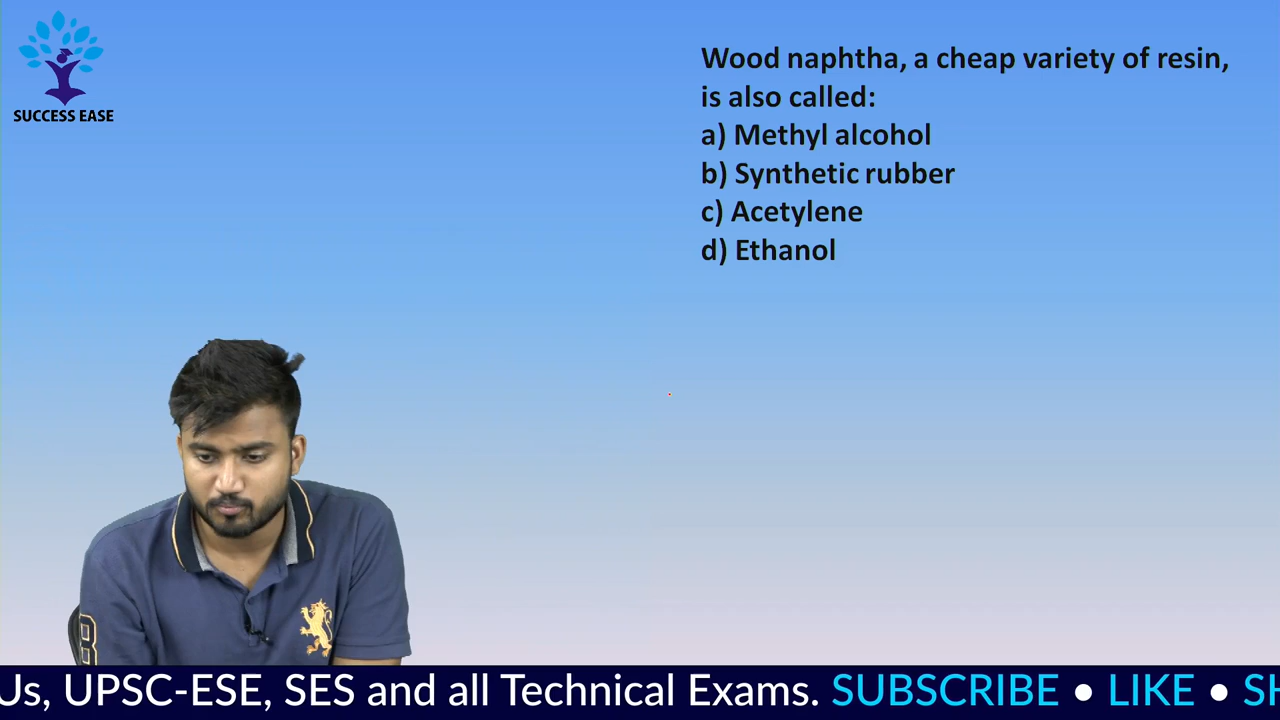 SUCCESS EASE
Wood naphtha, a cheap variety of resin,
is also called:
a) Methyl alcohol
b) Synthetic rubber
c) Acetylene
d) Ethanol
8
Us, UPSC-ESE, SES and all Technical Exams. SUBSCRIBE ● LIKE ● SH